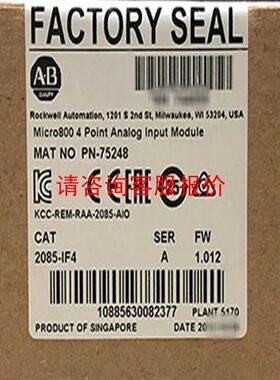 FACTORY SEAL
AB
QUALITY
Rockwell Automation, 1201 S 2nd St, Milwaukee, WI 53204, USA
Micro800 4 Point Analog Input Module
MAT NO PN-75248
请咨询客服报价
KCC-REM-RAA-2085-AIO
CAT SER FW
2085-IF4 A 1.012
10885630082377
PLANT 5170
PRODUCT OF SINGAPORE DATE 20